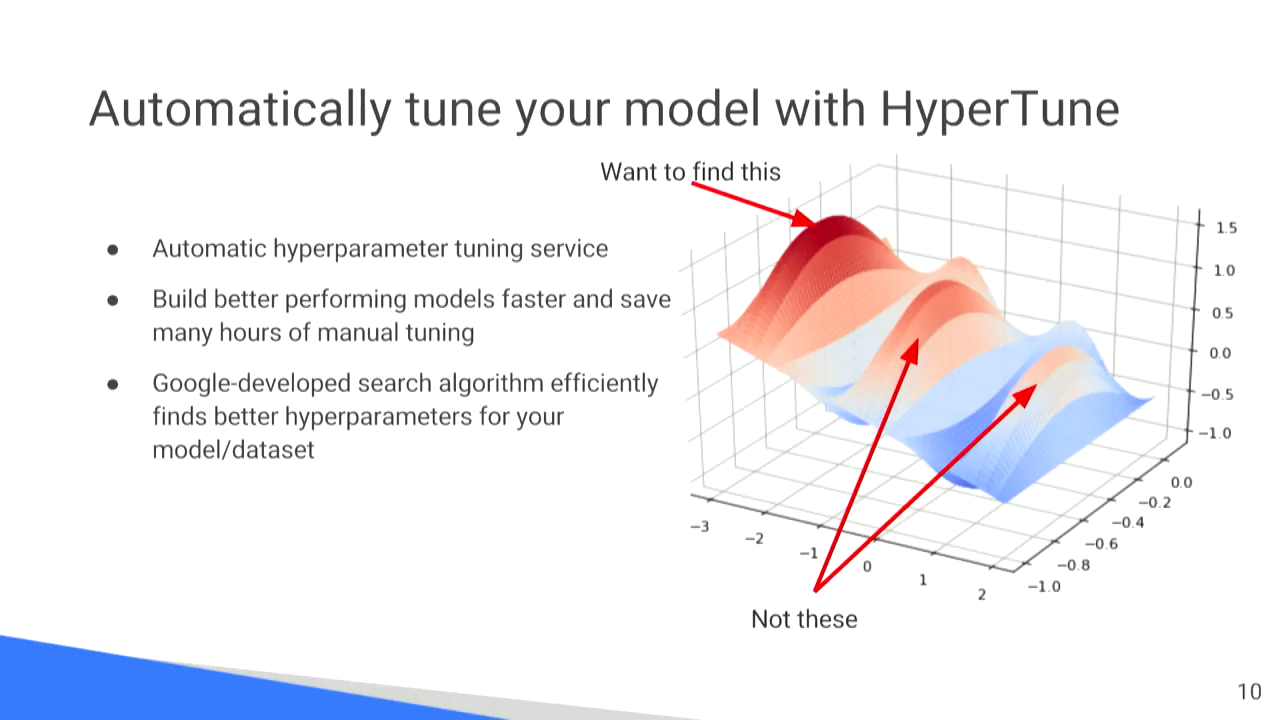 Automatically tune your model with HyperTune
Want to find this
● Automatic hyperparameter tuning service
● Build better performing models faster and save
many hours of manual tuning
● Google-developed search algorithm efficiently
finds better hyperparameters for your
model/dataset
1.5
1.0
0.5
0.0
−0.5
−1.0
−3
−2
−1
0
1
2
0.0
−0.2
−0.4
−0.6
−0.8
−1.0
Not these
10